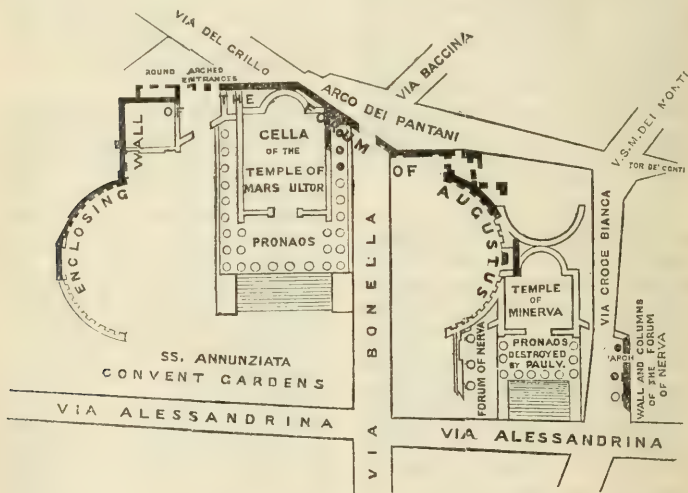 VIA DEL GRILLO
ROUND ARCHED
ENTRANCES
ARCO DEI PANTANI
VIA BACCINA
V.S.M.DEI MONTI
TOR DE' CONTI
ENCLOSING WALL OF THE FORUM OF AUGUSTUS
CELLA
OF THE
TEMPLE OF
MARS ULTOR
PRONAOS
VIA BONELLA
TEMPLE
OF
MINERVA
PRONAOS
DESTROYED
BY PAUL V.
FORUM OF NERVA
VIA CROCE BIANCA
ARCH
WALL AND COLUMNS
OF THE FORUM
OF NERVA
SS. ANNUNZIATA
CONVENT GARDENS
VIA ALESSANDRINA
VIA ALESSANDRINA